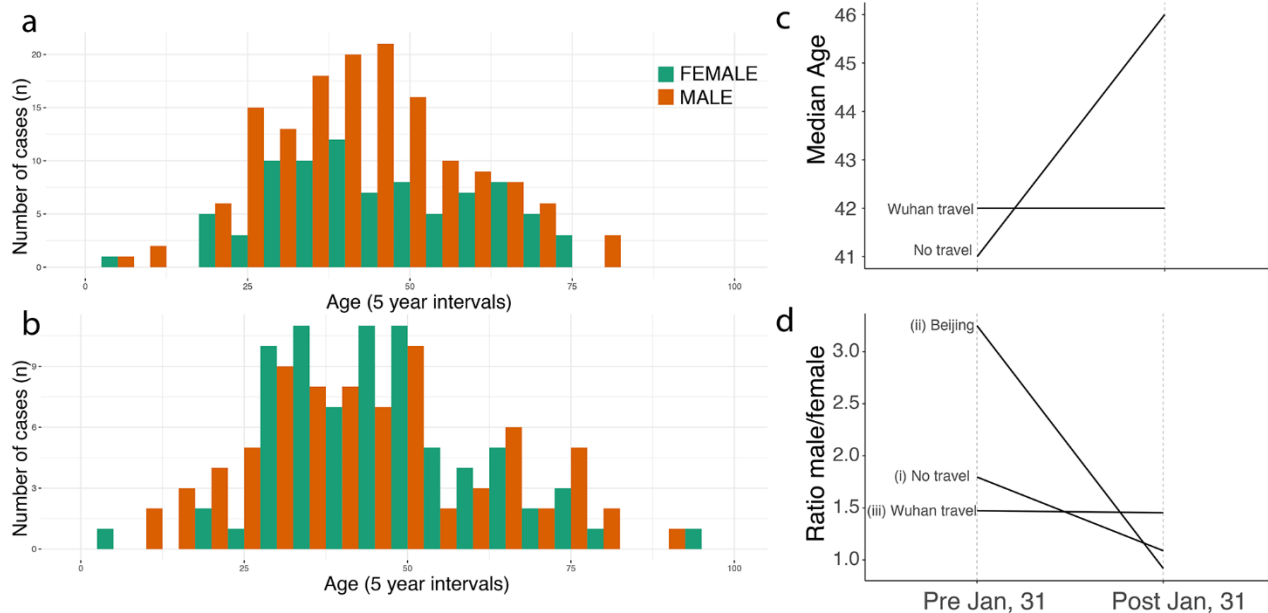 a
Number of cases (n)
20
15
10
5
0
FEMALE
MALE
0
25
50
75
100
Age (5 year intervals)
b
Number of cases (n)
9
6
3
0
0
25
50
75
100
Age (5 year intervals)
c
Median Age
46
45
44
43
42
41
Wuhan travel
No travel
d
Ratio male/female
3.0
2.5
2.0
1.5
1.0
(ii) Beijing
(i) No travel
(iii) Wuhan travel
Pre Jan, 31
Post Jan, 31